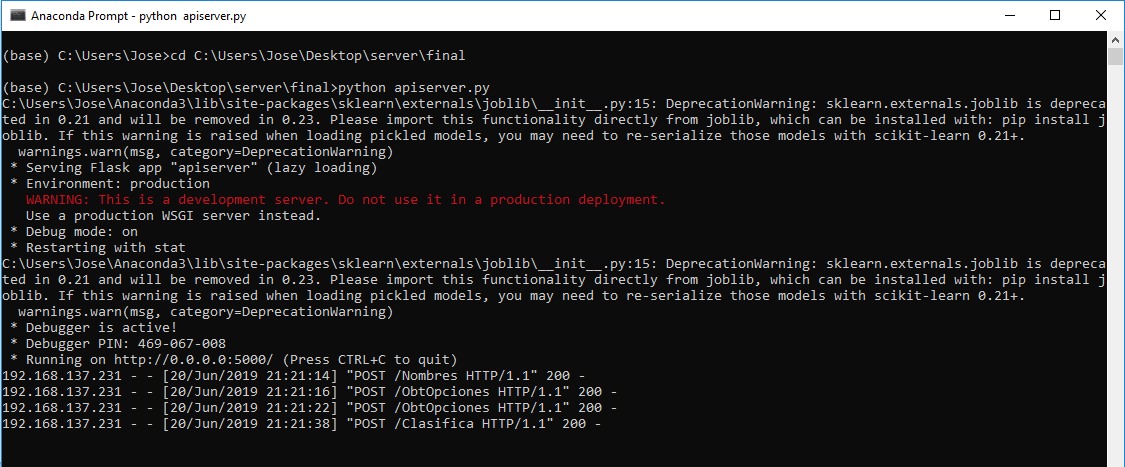 Anaconda Prompt - python  apiserver.py
(base) C:\Users\Jose>cd C:\Users\Jose\Desktop\server\final
(base) C:\Users\Jose\Desktop\server\final>python apiserver.py
C:\Users\Jose\Anaconda3\lib\site-packages\sklearn\externals\joblib\__init__.py:15: DeprecationWarning: sklearn.externals.joblib is depreca
ted in 0.21 and will be removed in 0.23. Please import this functionality directly from joblib, which can be installed with: pip install j
oblib. If this warning is raised when loading pickled models, you may need to re-serialize those models with scikit-learn 0.21+.
  warnings.warn(msg, category=DeprecationWarning)
 * Serving Flask app "apiserver" (lazy loading)
 * Environment: production
   WARNING: This is a development server. Do not use it in a production deployment.
   Use a production WSGI server instead.
 * Debug mode: on
 * Restarting with stat
C:\Users\Jose\Anaconda3\lib\site-packages\sklearn\externals\joblib\__init__.py:15: DeprecationWarning: sklearn.externals.joblib is depreca
ted in 0.21 and will be removed in 0.23. Please import this functionality directly from joblib, which can be installed with: pip install j
oblib. If this warning is raised when loading pickled models, you may need to re-serialize those models with scikit-learn 0.21+.
  warnings.warn(msg, category=DeprecationWarning)
 * Debugger is active!
 * Debugger PIN: 469-067-008
 * Running on http://0.0.0.0:5000/ (Press CTRL+C to quit)
192.168.137.231 - - [20/Jun/2019 21:21:14] "POST /Nombres HTTP/1.1" 200 -
192.168.137.231 - - [20/Jun/2019 21:21:16] "POST /ObtOpciones HTTP/1.1" 200 -
192.168.137.231 - - [20/Jun/2019 21:21:22] "POST /ObtOpciones HTTP/1.1" 200 -
192.168.137.231 - - [20/Jun/2019 21:21:38] "POST /Clasifica HTTP/1.1" 200 -